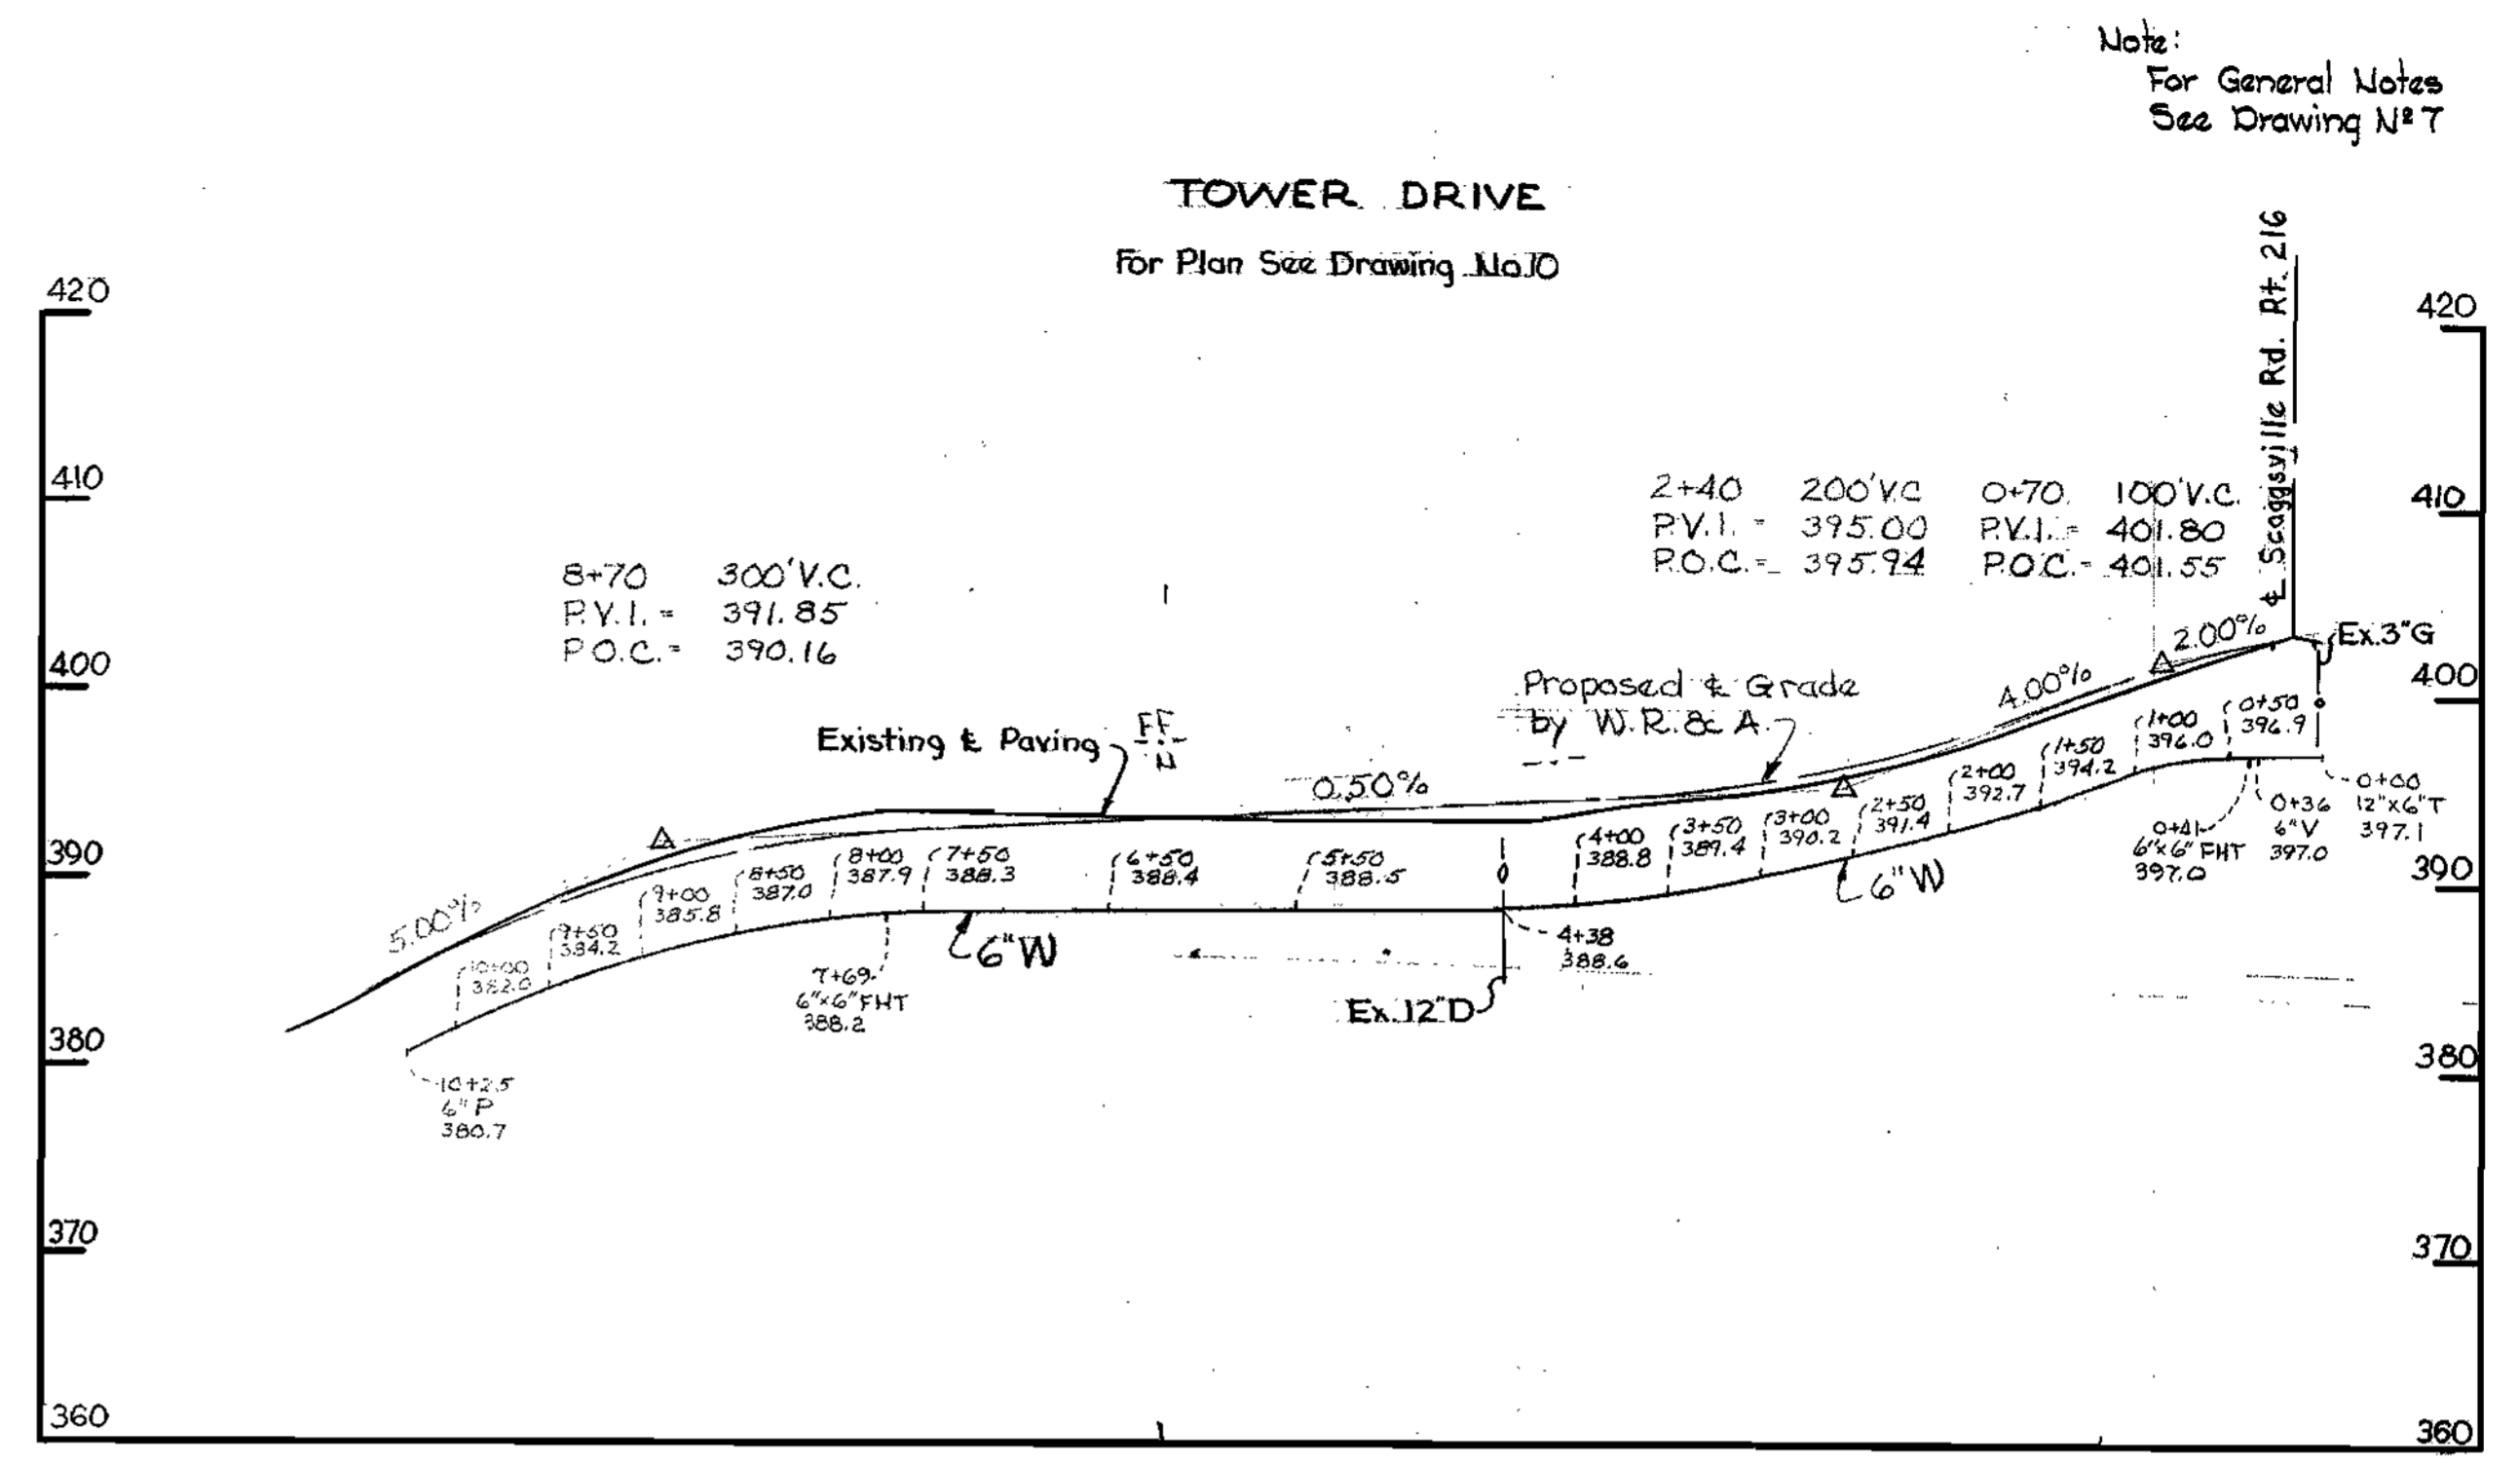 Note:
For General Notes
See Drawing Nº 7
TOWER DRIVE
For Plan See Drawing No.10
℄ Scaggsville Rd. Rt. 216
420
420
410
410
400
400
390
390
380
380
370
370
360
360
8+70 300'V.C.
P.V.I. = 391.85
P.O.C. = 390.16
2+40 200'V.C
P.V.I. = 395.00
P.O.C. = 395.94
0+70 100'V.C.
P.V.I. = 401.80
P.O.C. = 401.55
2.00%
Ex.3"G
4.00%
Proposed ℄ Grade
by W.R.& A.
Existing ℄ Paving
0.50%
5.00%
10+00
382.0
9+50
384.2
9+00
385.8
8+50
387.0
8+00
387.9
7+50
388.3
6+50
388.4
5+50
388.5
4+00
388.8
3+50
389.4
3+00
390.2
2+50
391.4
2+00
392.7
1+50
394.2
1+00
396.0
0+50
396.9
0+00
12"x6"T
397.1
0+36
6"V
397.0
0+41
6"x6" FHT
397.0
6"W
6"W
4+38
388.6
Ex.12"D
7+69
6"x6" FHT
388.2
10+25
6" P
380.7